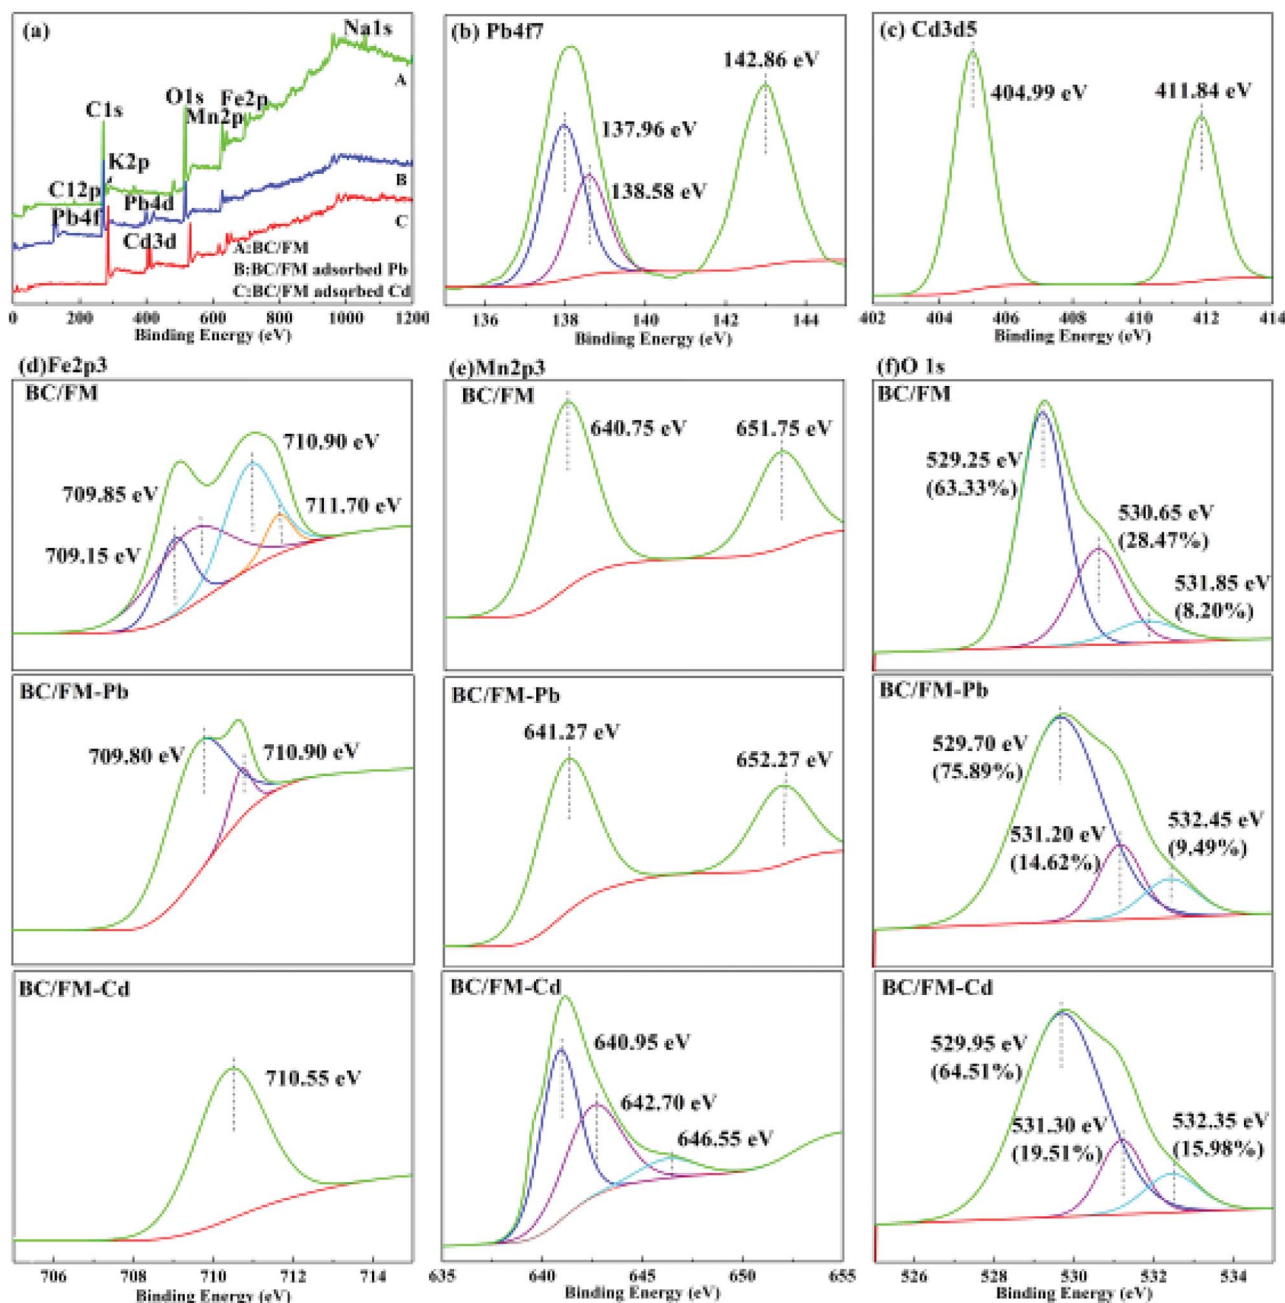 (a)
Na1s
A
C1s
O1s
Fe2p
Mn2p
K2p
C12p
Pb4f
Pb4d
B
Cd3d
C
A:BC/FM
B:BC/FM adsorbed Pb
C:BC/FM adsorbed Cd
0 200 400 600 800 1000 1200
Binding Energy (eV)
(b) Pb4f7
142.86 eV
137.96 eV
138.58 eV
136 138 140 142 144
Binding Energy (eV)
(c) Cd3d5
404.99 eV
411.84 eV
402 404 406 408 410 412 414
Binding Energy (eV)
(d)Fe2p3
BC/FM
710.90 eV
709.85 eV
711.70 eV
709.15 eV
BC/FM-Pb
709.80 eV
710.90 eV
BC/FM-Cd
710.55 eV
706 708 710 712 714
Binding Energy (eV)
(e)Mn2p3
BC/FM
640.75 eV
651.75 eV
BC/FM-Pb
641.27 eV
652.27 eV
BC/FM-Cd
640.95 eV
642.70 eV
646.55 eV
635 640 645 650 655
Binding Energy (eV)
(f)O 1s
BC/FM
529.25 eV
(63.33%)
530.65 eV
(28.47%)
531.85 eV
(8.20%)
BC/FM-Pb
529.70 eV
(75.89%)
531.20 eV
(14.62%)
532.45 eV
(9.49%)
BC/FM-Cd
529.95 eV
(64.51%)
531.30 eV
(19.51%)
532.35 eV
(15.98%)
526 528 530 532 534
Binding Energy (eV)